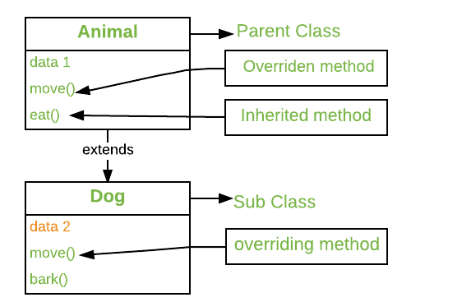 Animal
Parent Class
data 1
Overriden method
move()
eat()
Inherited method
extends
Dog
Sub Class
data 2
move()
overriding method
bark()